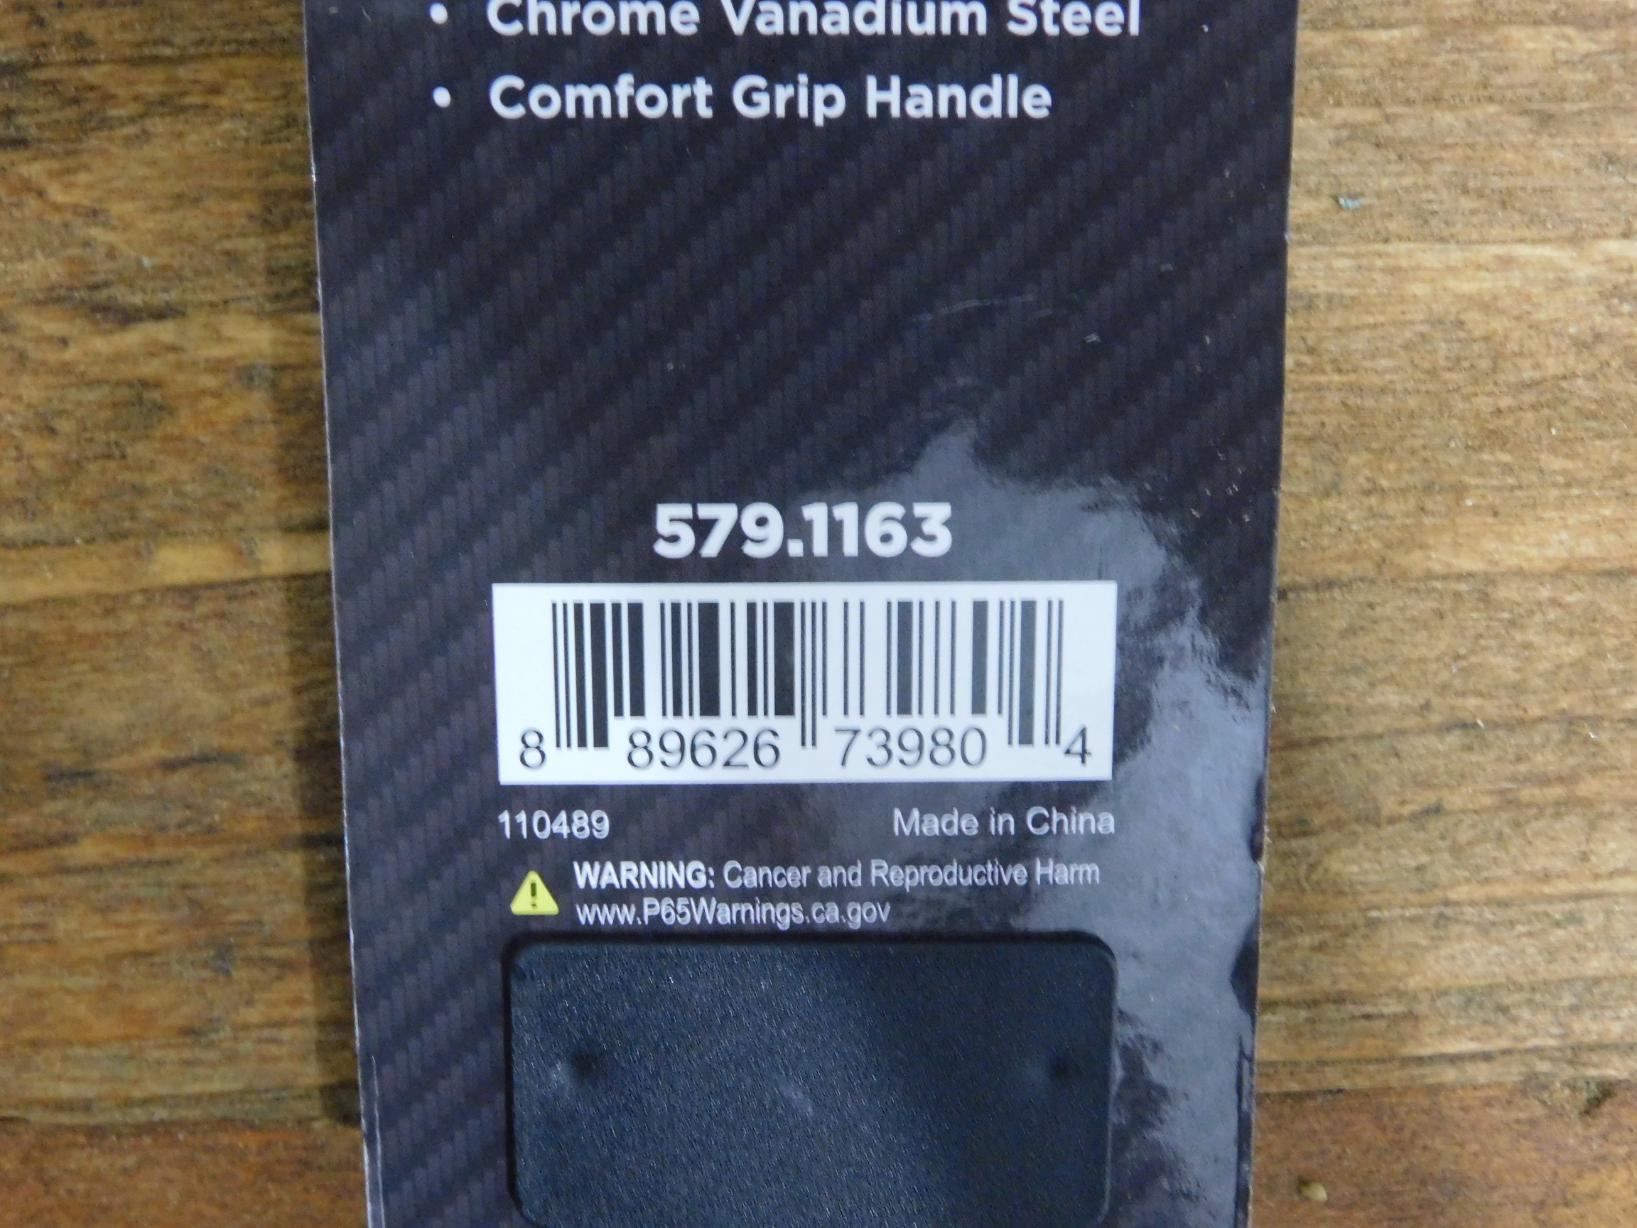 • Chrome Vanadium Steel
• Comfort Grip Handle
579.1163
8 89626 73980 4
110489 Made in China
WARNING: Cancer and Reproductive Harm
www.P65Warnings.ca.gov